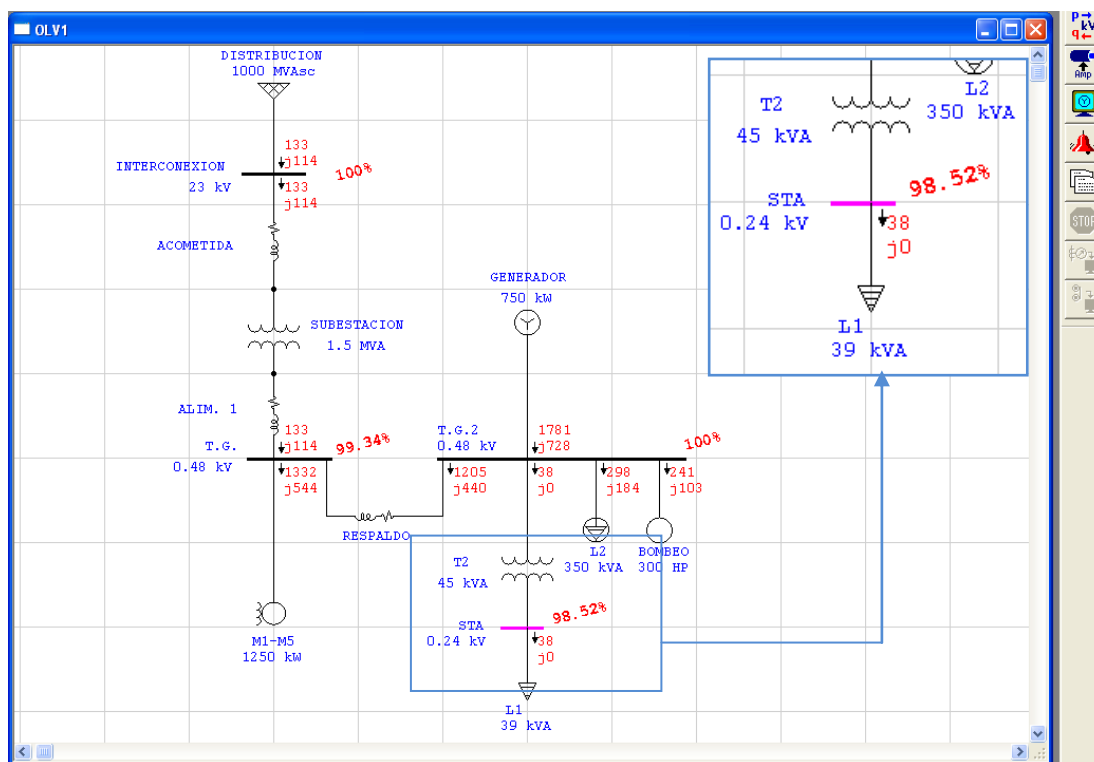 OLV1
DISTRIBUCION
1000 MVAsc
133
j114
INTERCONEXION
23 kV
100%
133
j114
ACOMETIDA
SUBESTACION
1.5 MVA
ALIM. 1
T.G.
0.48 kV
133
j114
99.34%
1332
j544
M1-M5
1250 kW
RESPALDO
GENERADOR
750 kW
T.G.2
0.48 kV
1781
j728
100%
1205
j440
38
j0
298
j184
241
j103
L2
350 kVA
BOMBEO
300 HP
T2
45 kVA
STA
0.24 kV
98.52%
38
j0
L1
39 kVA
L2
350 kVA
T2
45 kVA
98.52%
STA
0.24 kV
38
j0
L1
39 kVA
P
kV
q
Amp
STOP